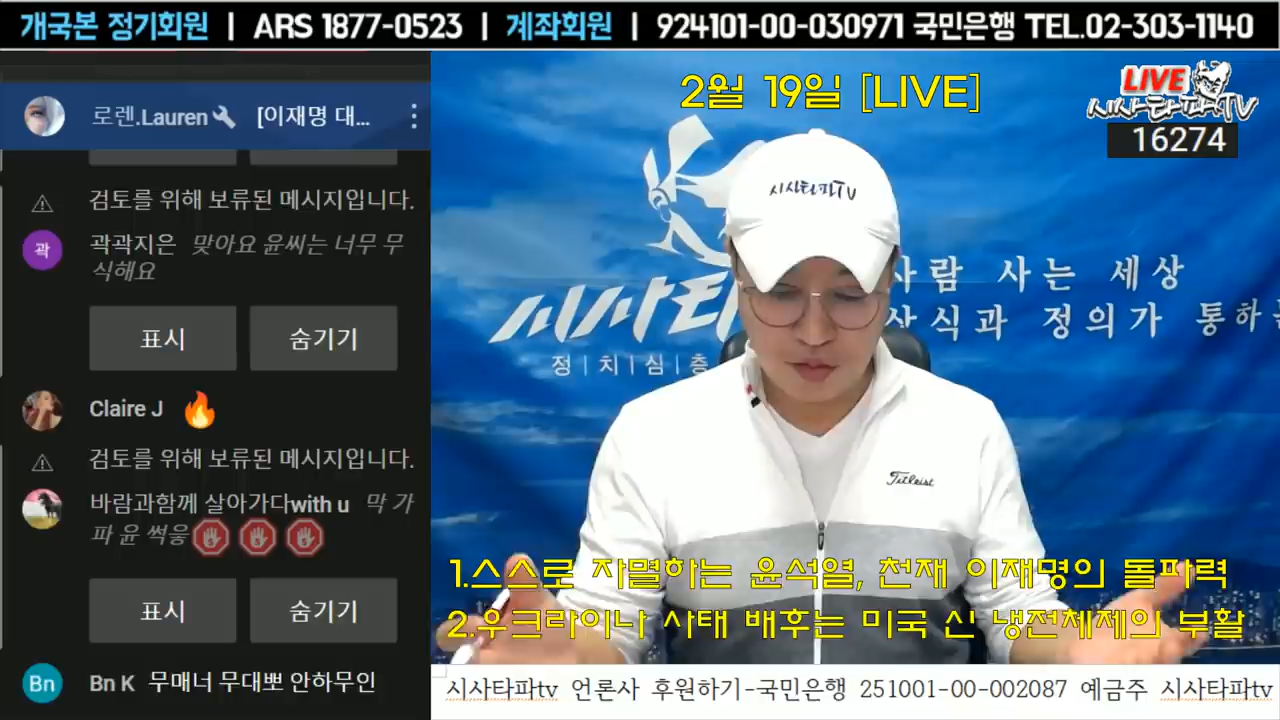 개국본 정기회원 | ARS 1877-0523 | 계좌회원 | 924101-00-030971 국민은행 TEL.02-303-1140
로렌.Lauren [이재명 대...
검토를 위해 보류된 메시지입니다.
곽
곽곽지은 맞아요 윤씨는 너무 무
식해요
표시 숨기기
Claire J
검토를 위해 보류된 메시지입니다.
바람과함께 살아가다with u 막 가
파 윤 썩응
표시 숨기기
Bn
Bn K 무매너 무대뽀 안하무인
2월 19일 [LIVE]
LIVE
시사타파TV
16274
시사타파TV
시사타
정|치|심|층
사람 사는 세상
상식과 정의가 통하는
Titleist
1.스스로 자멸하는 윤석열, 천재 이재명의 돌파력
2.우크라이나 사태 배후는 미국 신 냉전체제의 부활
시사타파tv 언론사 후원하기-국민은행 251001-00-002087 예금주 시사타파tv